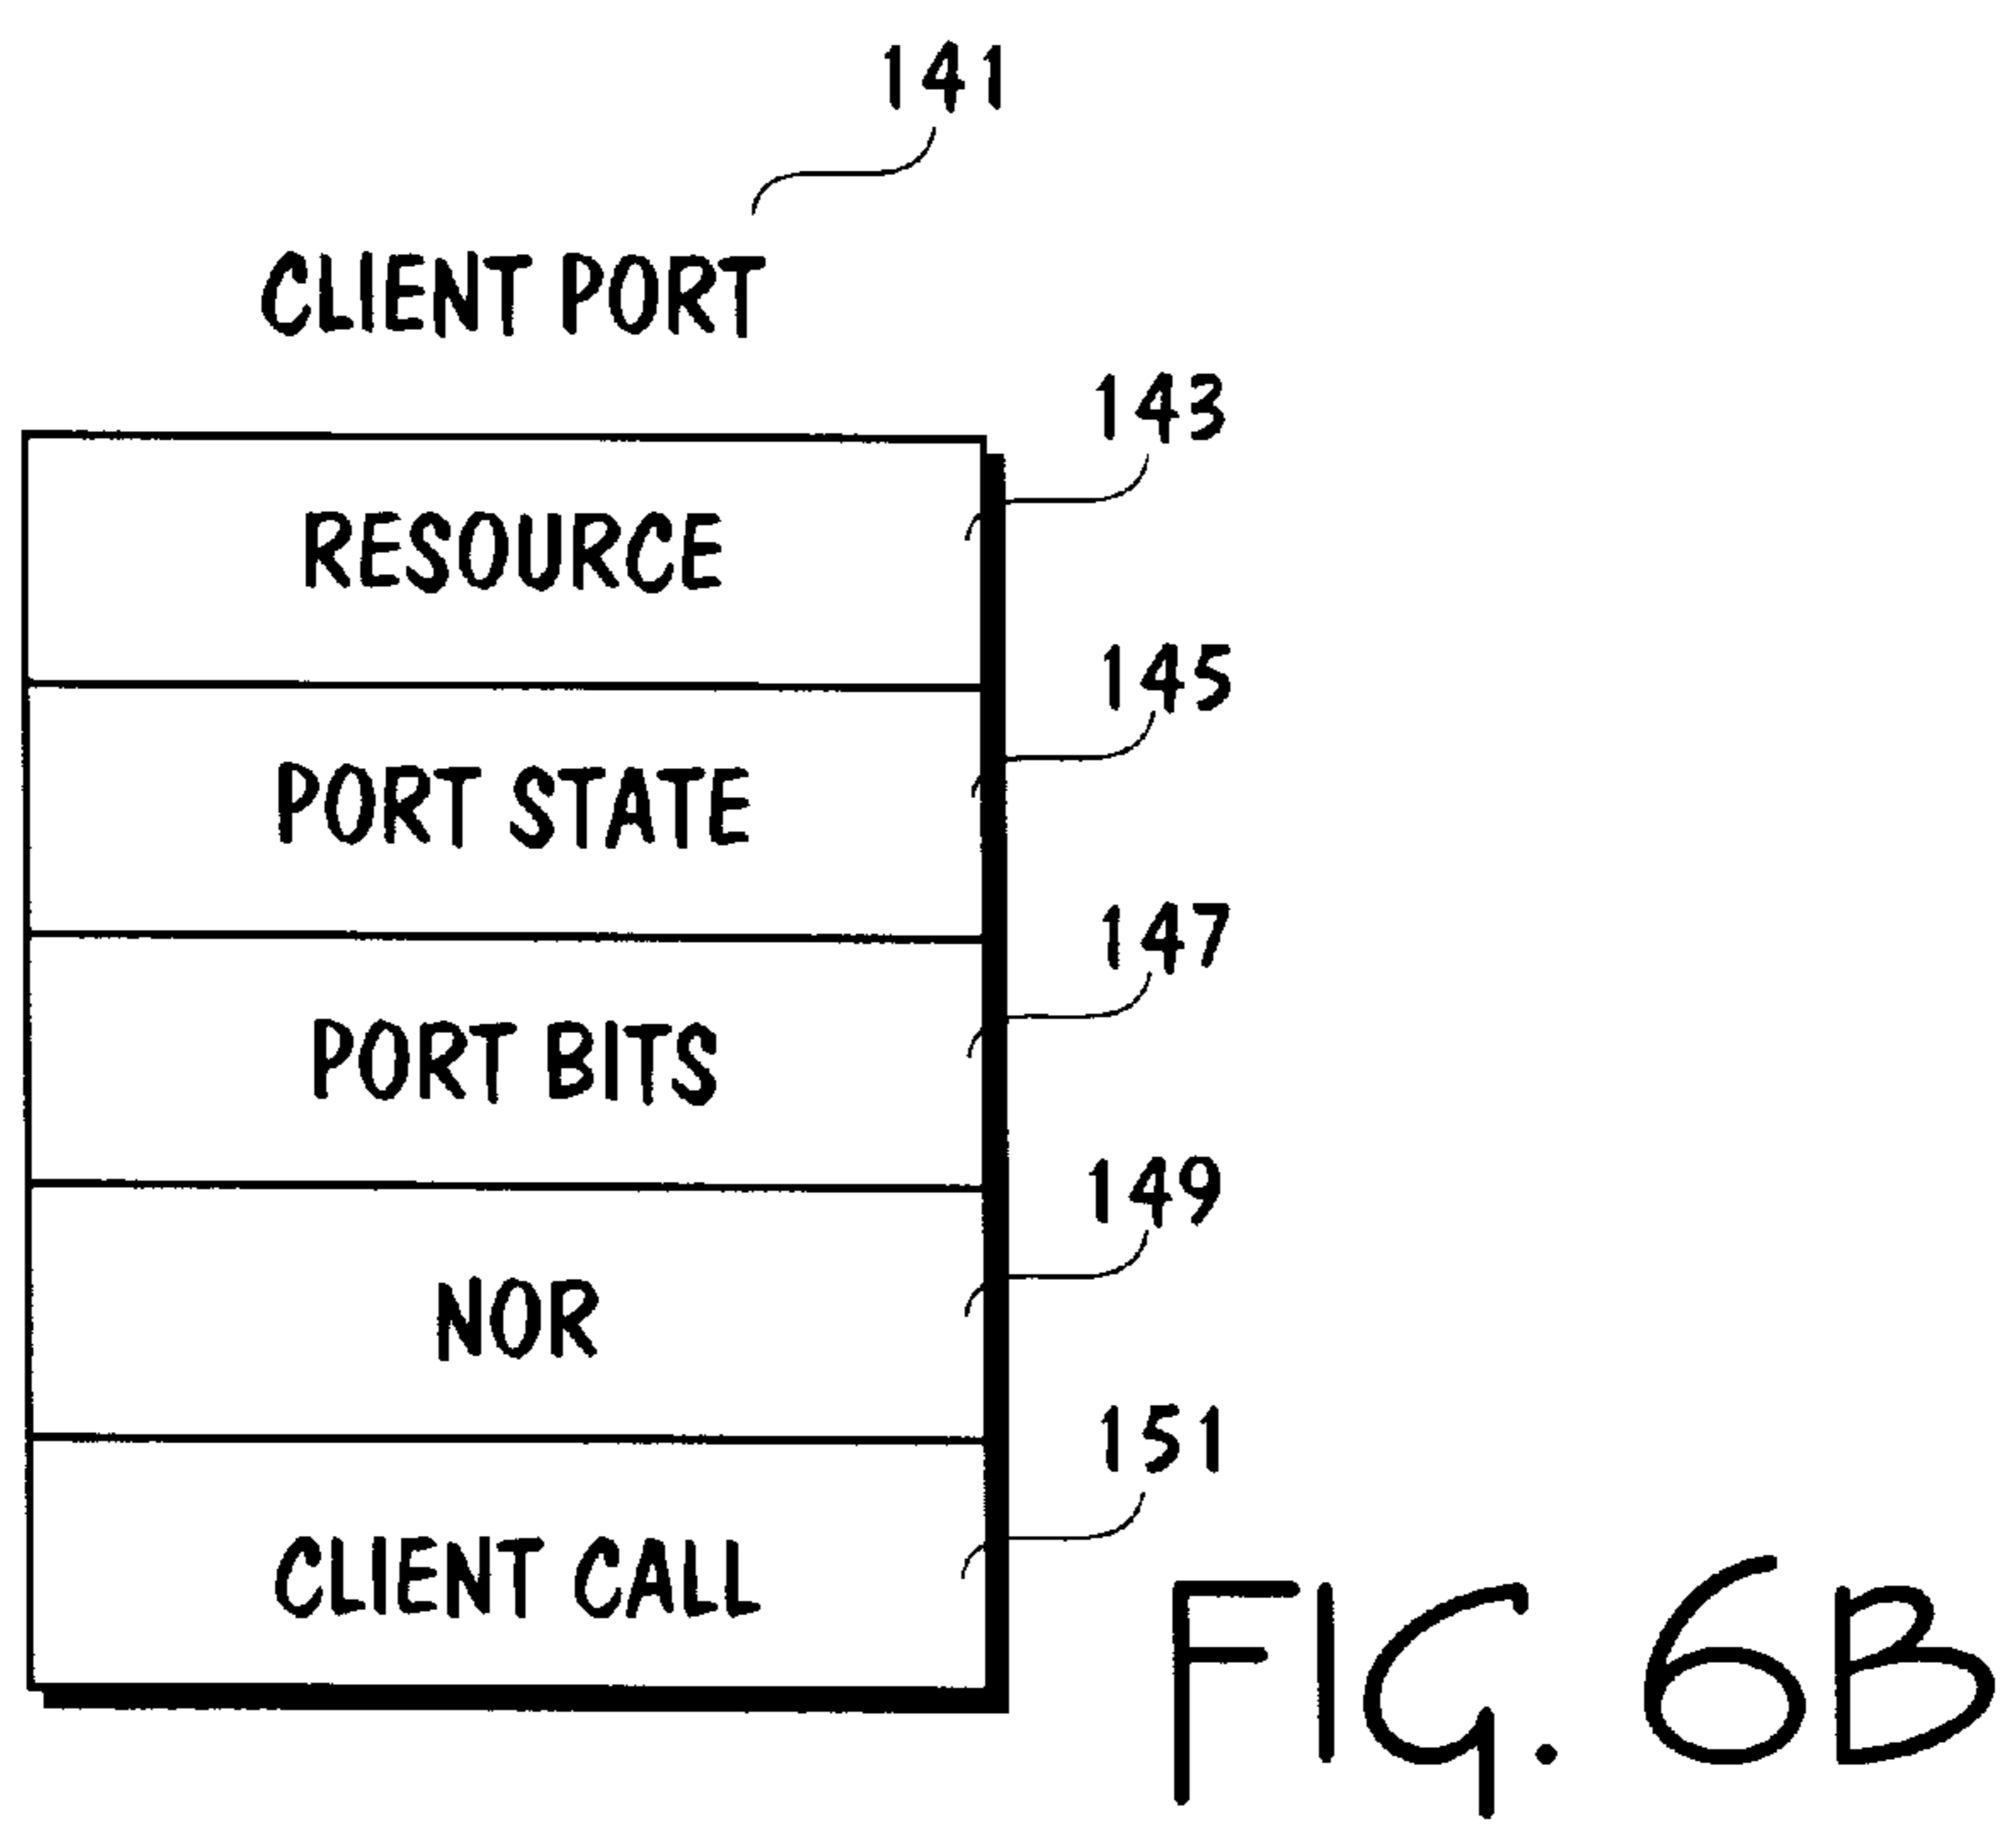 141
CLIENT PORT
143
RESOURCE
145
PORT STATE
147
PORT BITS
149
NOR
151
CLIENT CALL
FIG. 6B